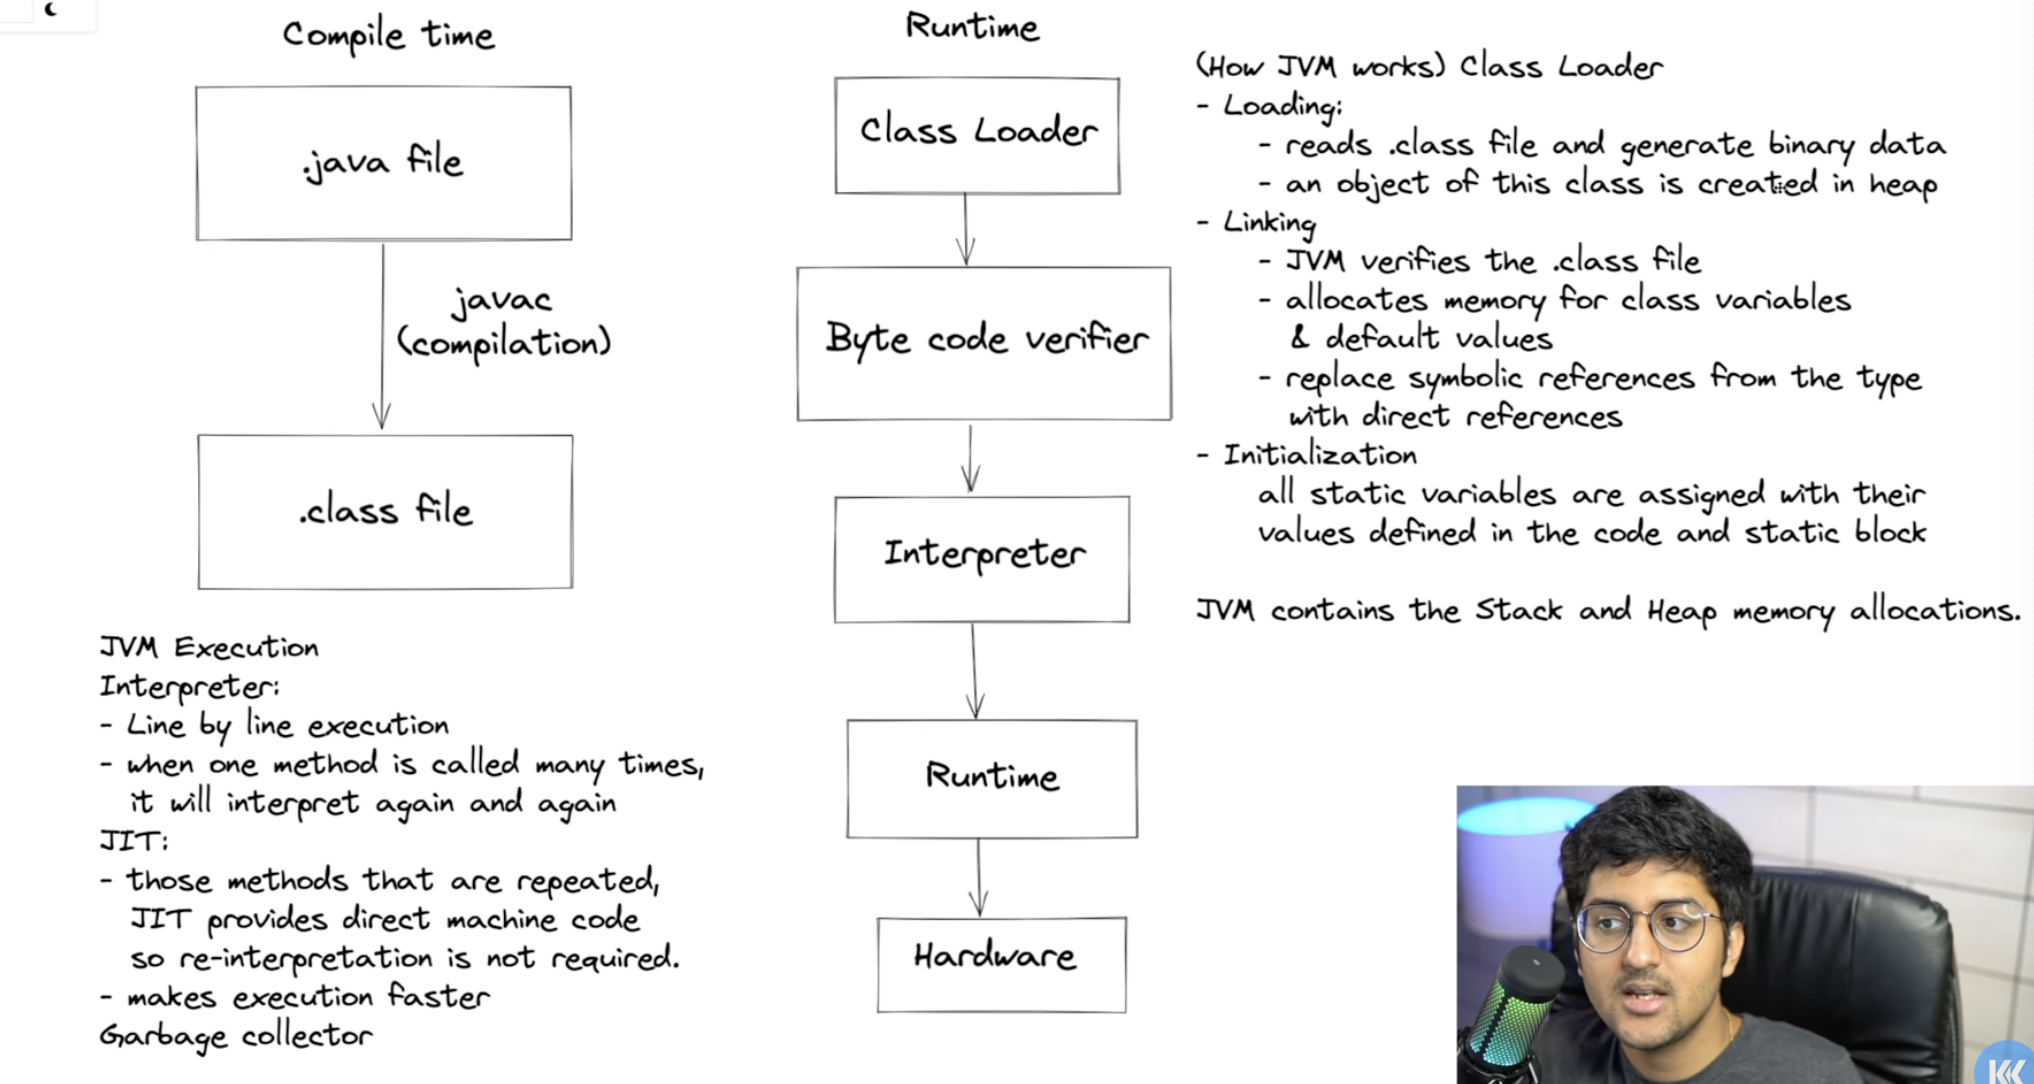 Compile time
.java file
javac
(compilation)
.class file
JVM Execution
Interpreter:
- Line by line execution
- when one method is called many times,
it will interpret again and again
JIT:
- those methods that are repeated,
JIT provides direct machine code
so re-interpretation is not required.
- makes execution faster
Garbage collector
Runtime
Class Loader
Byte code verifier
Interpreter
Runtime
Hardware
(How JVM works) Class Loader
- Loading:
- reads .class file and generate binary data
- an object of this class is created in heap
- Linking
- JVM verifies the .class file
- allocates memory for class variables
& default values
- replace symbolic references from the type
with direct references
- Initialization
all static variables are assigned with their
values defined in the code and static block
JVM contains the Stack and Heap memory allocations.
KK